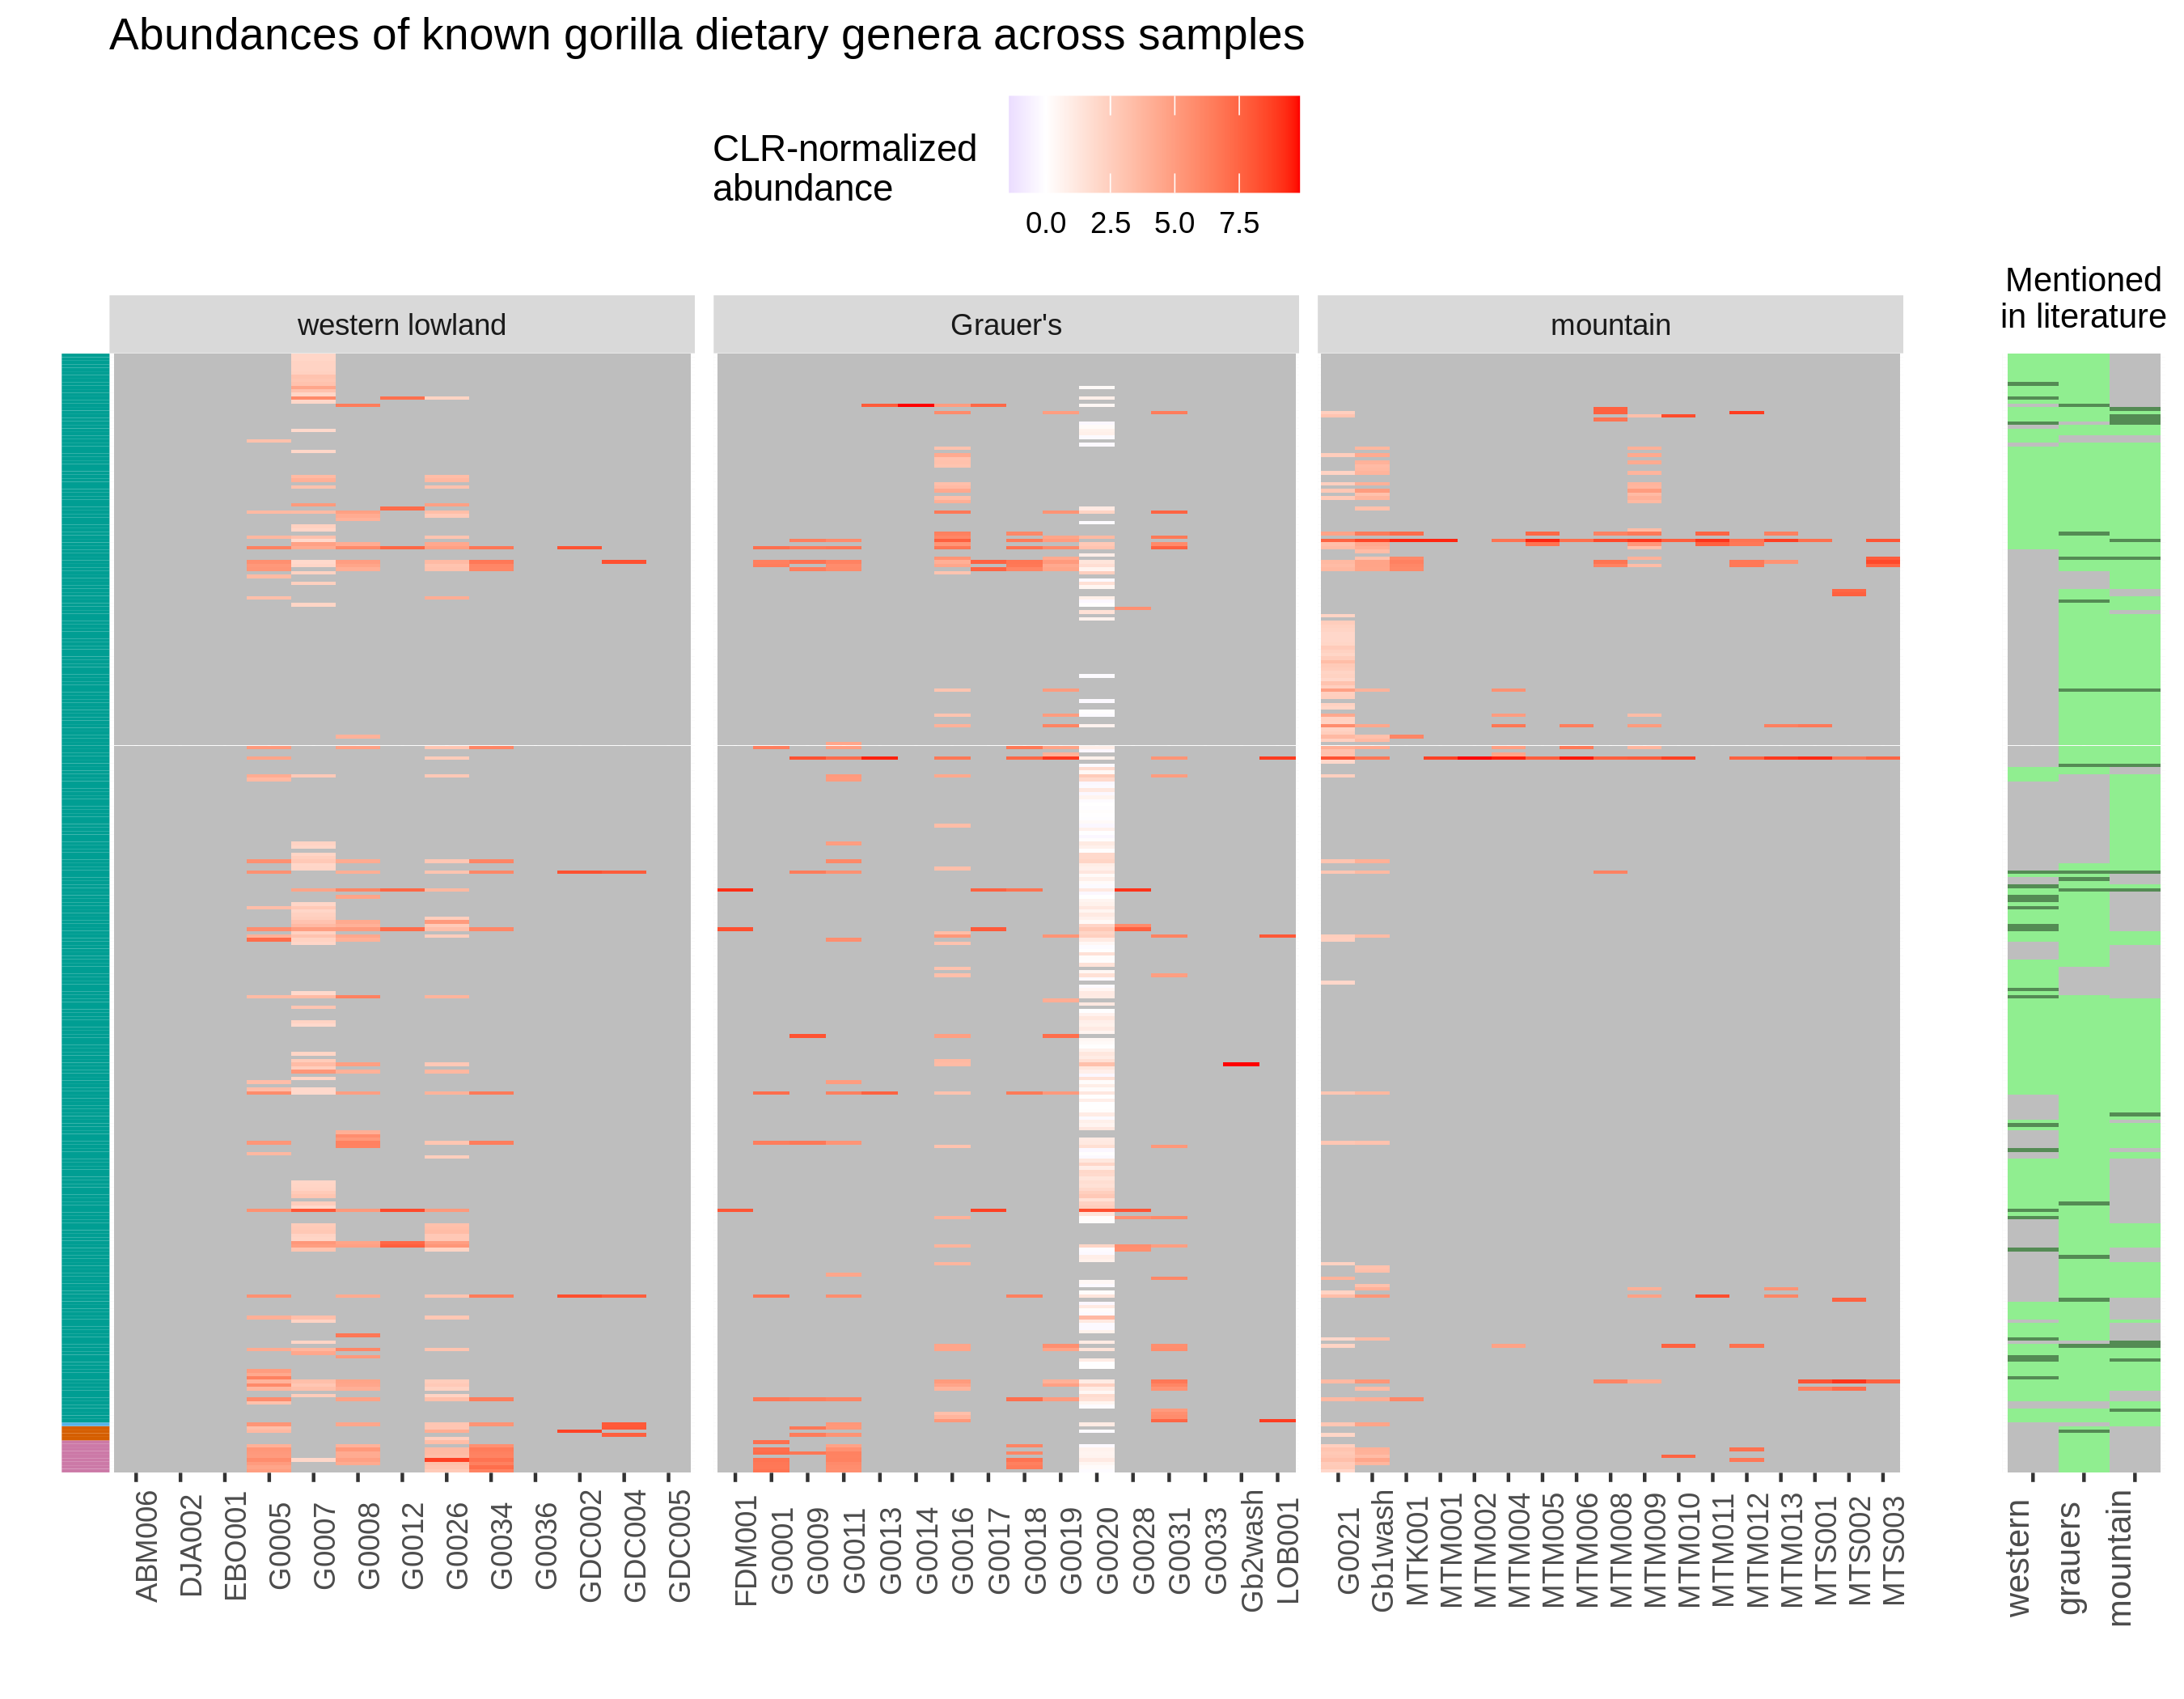 Abundances of known gorilla dietary genera across samples
CLR-normalized
abundance
0.0 2.5 5.0 7.5
Mentioned
in literature
western lowland
Grauer's
mountain
ABM006
DJA002
EBO001
G0005
G0007
G0008
G0012
G0026
G0034
G0036
GDC002
GDC004
GDC005
FDM001
G0001
G0009
G0011
G0013
G0014
G0016
G0017
G0018
G0019
G0020
G0028
G0031
G0033
Gb2wash
LOB001
G0021
Gb1wash
MTK001
MTM001
MTM002
MTM004
MTM005
MTM006
MTM008
MTM009
MTM010
MTM011
MTM012
MTM013
MTS001
MTS002
MTS003
western
grauers
mountain